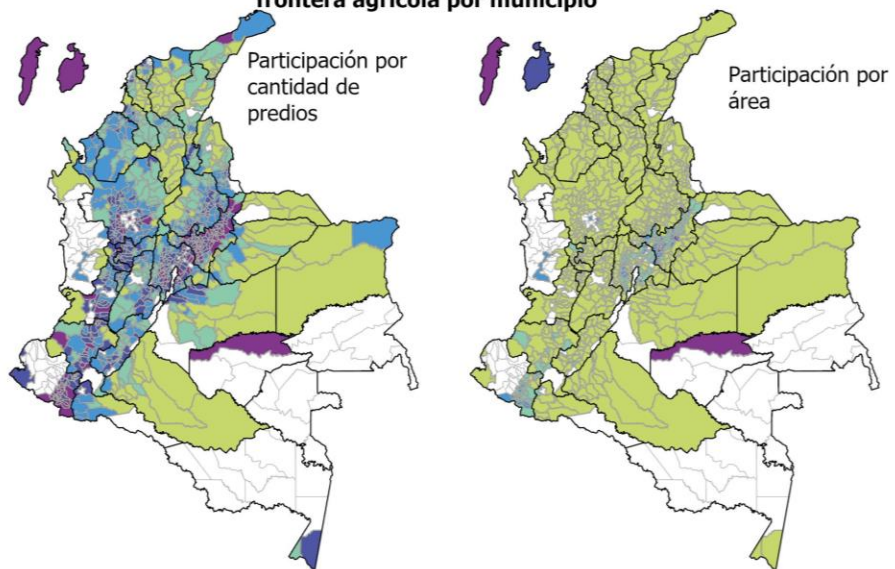 frontera agrícola por municipio
Participación por
cantidad de
predios
Participación por
área